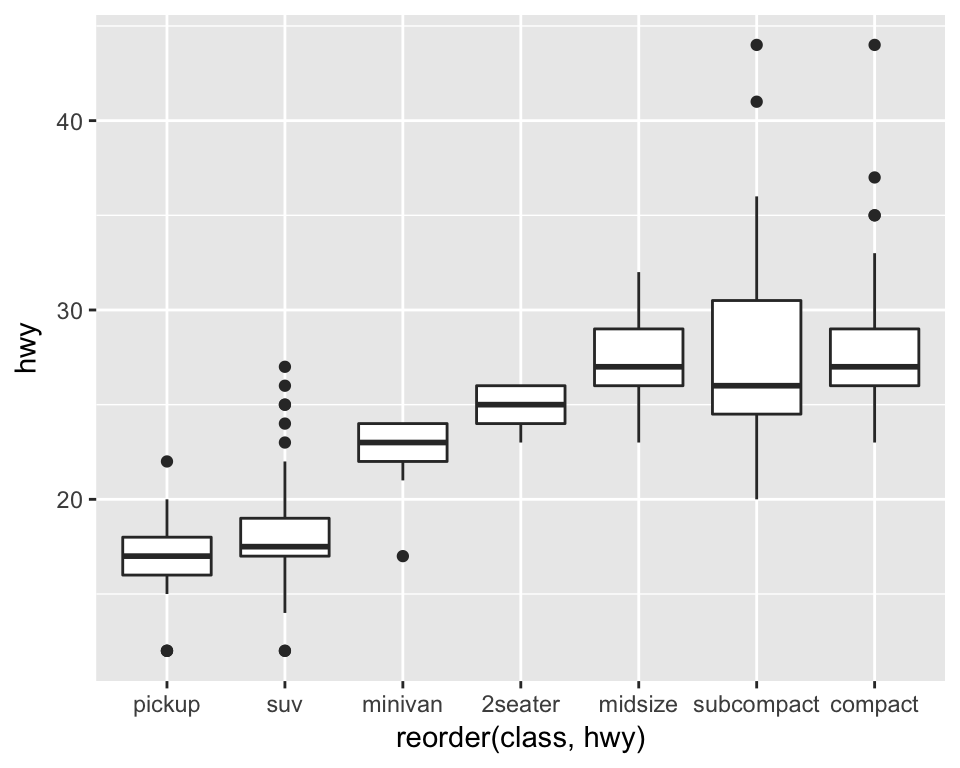 hwy
40
30
20
pickup suv minivan 2seater midsize subcompact compact
reorder(class, hwy)